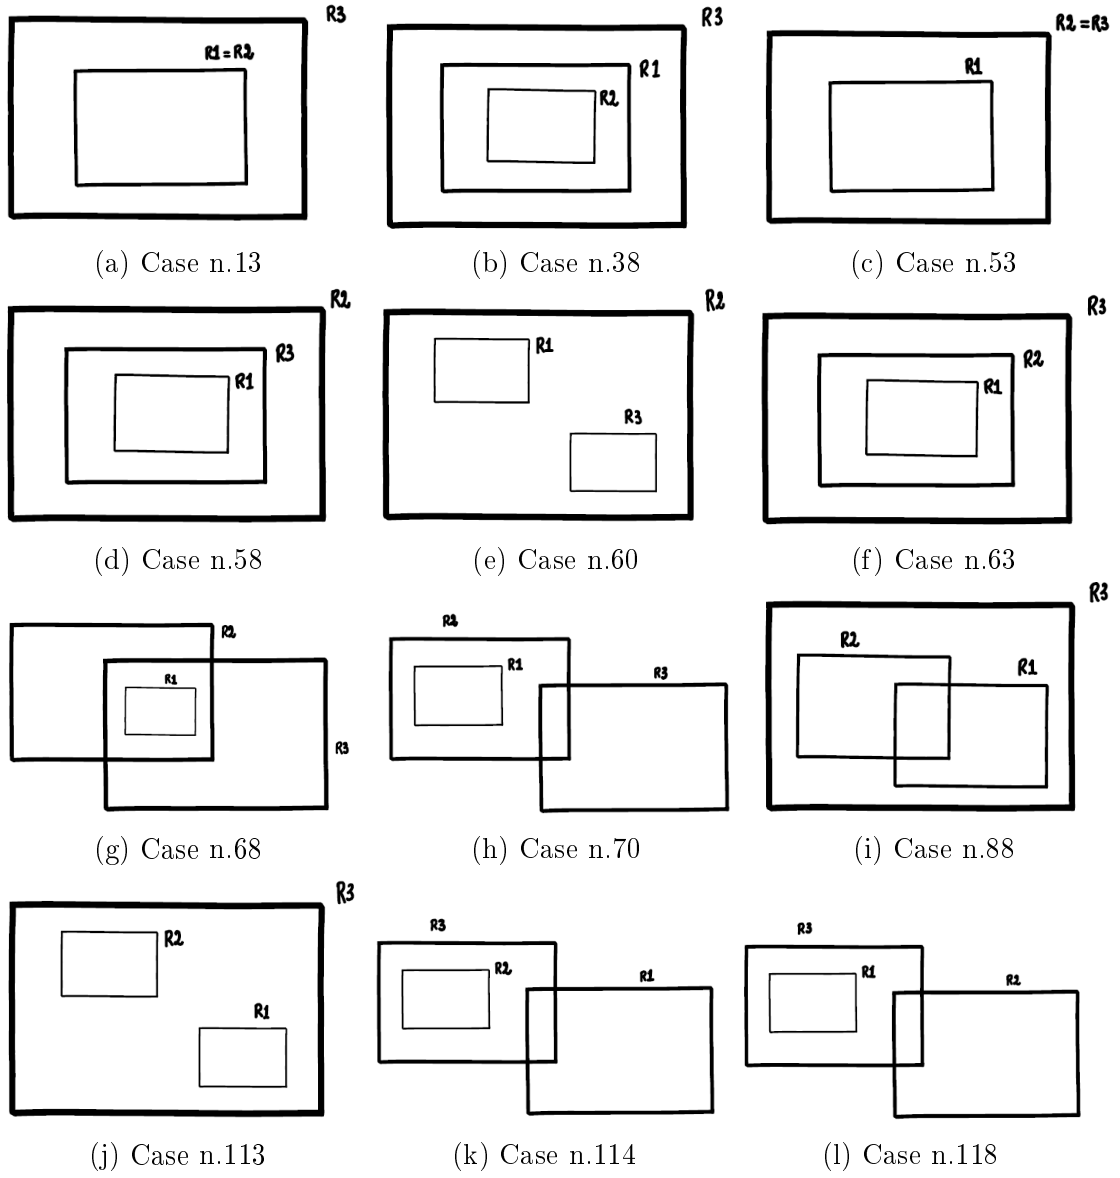 R3
R1=R2
(a) Case n.13
R3
R1
R2
(b) Case n.38
R2=R3
R1
(c) Case n.53
R2
R3
R1
(d) Case n.58
R2
R1
R3
(e) Case n.60
R3
R2
R1
(f) Case n.63
R2
R1
R3
(g) Case n.68
R2
R1
R3
(h) Case n.70
R3
R2
R1
(i) Case n.88
R3
R2
R1
(j) Case n.113
R3
R2
R1
(k) Case n.114
R3
R1
R2
(l) Case n.118